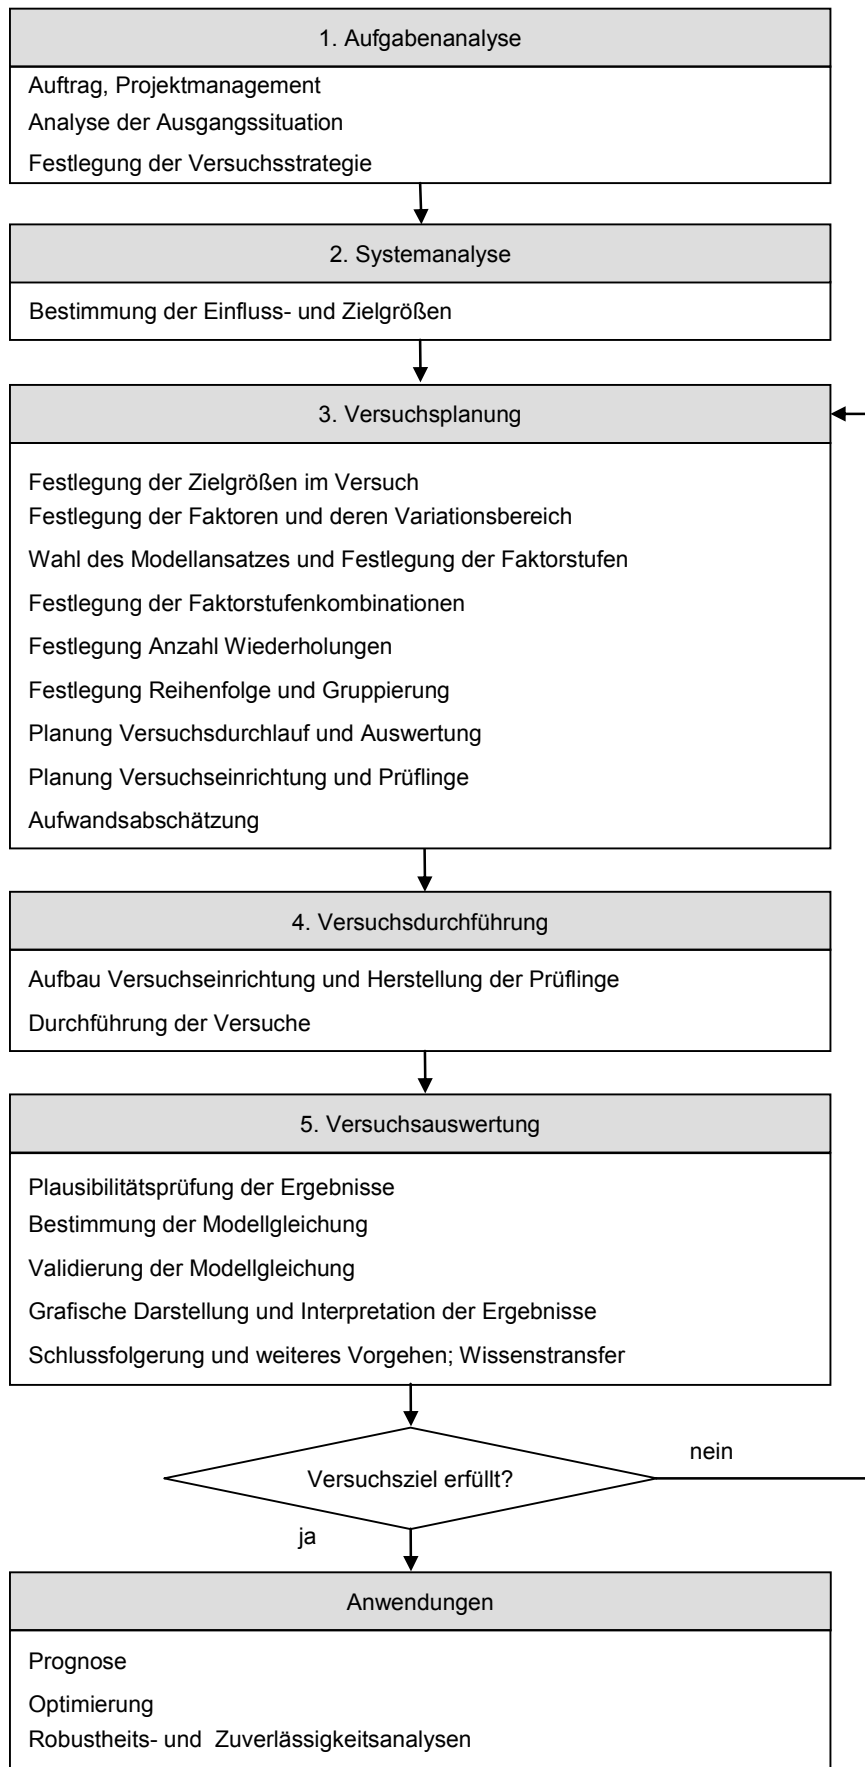 1. Aufgabenanalyse
Auftrag, Projektmanagement
Analyse der Ausgangssituation
Festlegung der Versuchsstrategie
2. Systemanalyse
Bestimmung der Einfluss- und Zielgrößen
3. Versuchsplanung
Festlegung der Zielgrößen im Versuch
Festlegung der Faktoren und deren Variationsbereich
Wahl des Modellansatzes und Festlegung der Faktorstufen
Festlegung der Faktorstufenkombinationen
Festlegung Anzahl Wiederholungen
Festlegung Reihenfolge und Gruppierung
Planung Versuchsdurchlauf und Auswertung
Planung Versuchseinrichtung und Prüflinge
Aufwandsabschätzung
4. Versuchsdurchführung
Aufbau Versuchseinrichtung und Herstellung der Prüflinge
Durchführung der Versuche
5. Versuchsauswertung
Plausibilitätsprüfung der Ergebnisse
Bestimmung der Modellgleichung
Validierung der Modellgleichung
Grafische Darstellung und Interpretation der Ergebnisse
Schlussfolgerung und weiteres Vorgehen; Wissenstransfer
nein
Versuchsziel erfüllt?
ja
Anwendungen
Prognose
Optimierung
Robustheits- und Zuverlässigkeitsanalysen